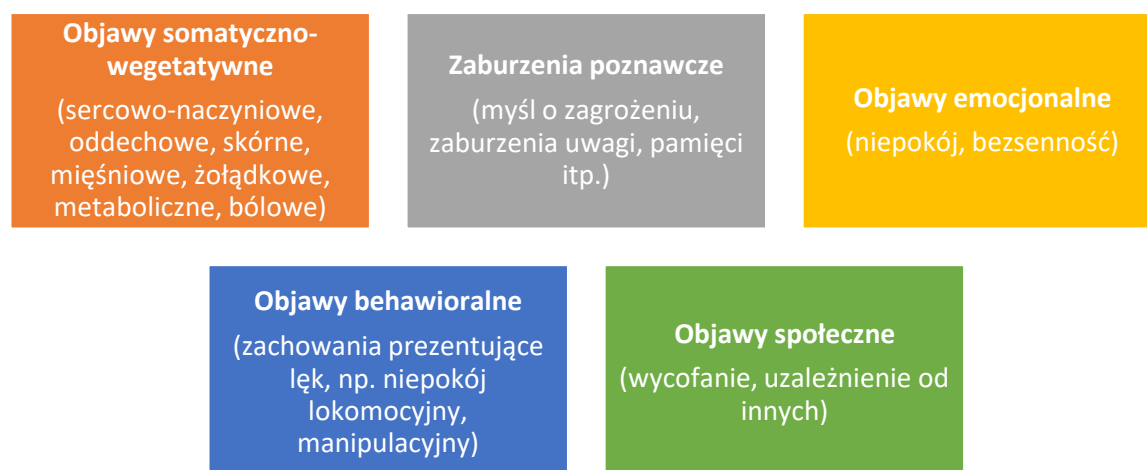 Objawy somatyczno-
wegetatywne
(sercowo-naczyniowe,
oddechowe, skórne,
mięśniowe, żołądkowe,
metaboliczne, bólowe)
Zaburzenia poznawcze
(myśl o zagrożeniu,
zaburzenia uwagi, pamięci
itp.)
Objawy emocjonalne
(niepokój, bezsenność)
Objawy behawioralne
(zachowania prezentujące
lęk, np. niepokój
lokomocyjny,
manipulacyjny)
Objawy społeczne
(wycofanie, uzależnienie od
innych)